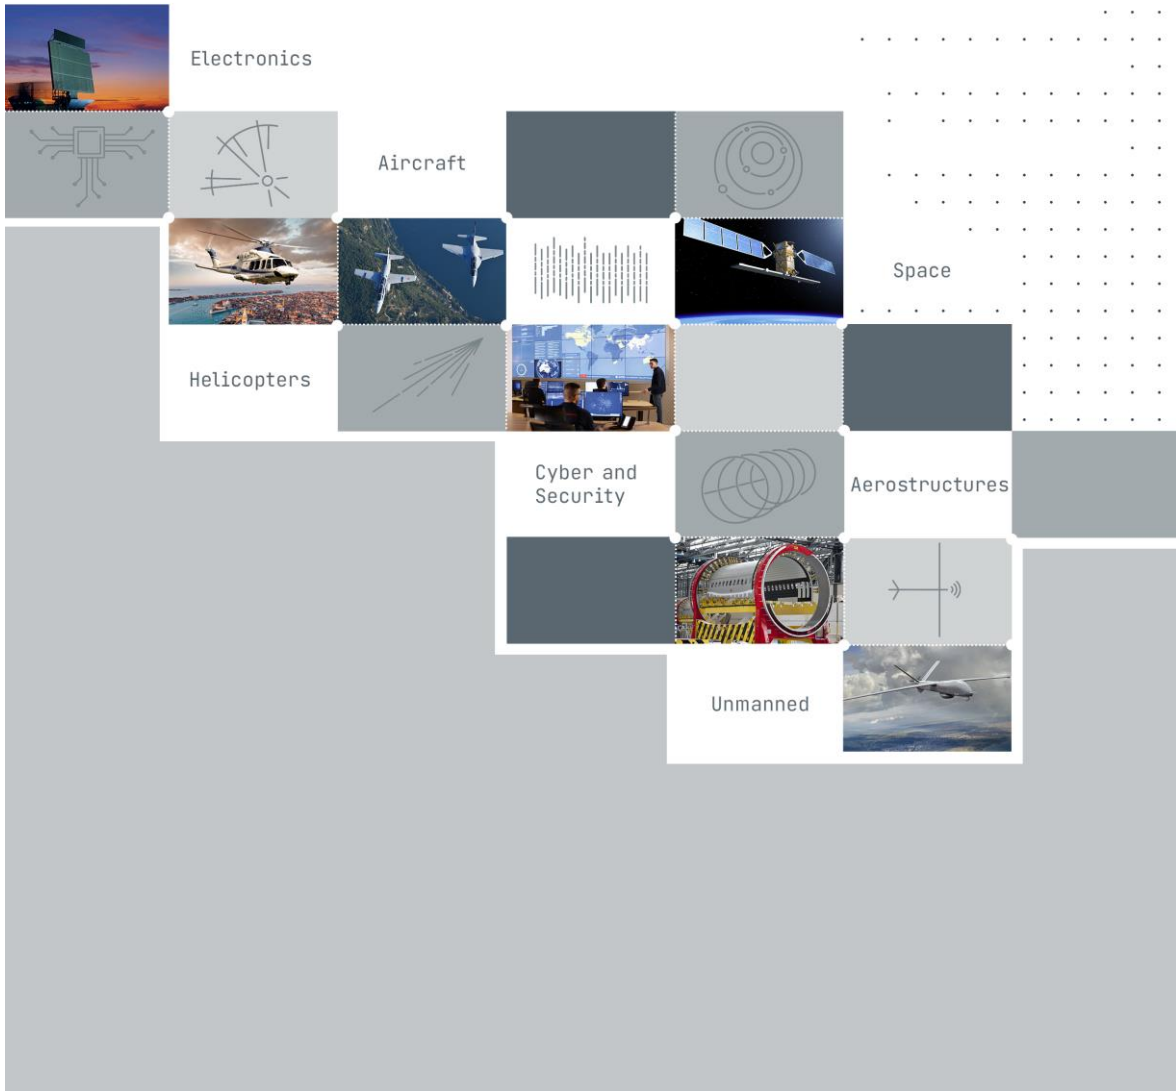 Electronics
Aircraft
Space
Helicopters
Cyber and
Security
Aerostructures
Unmanned